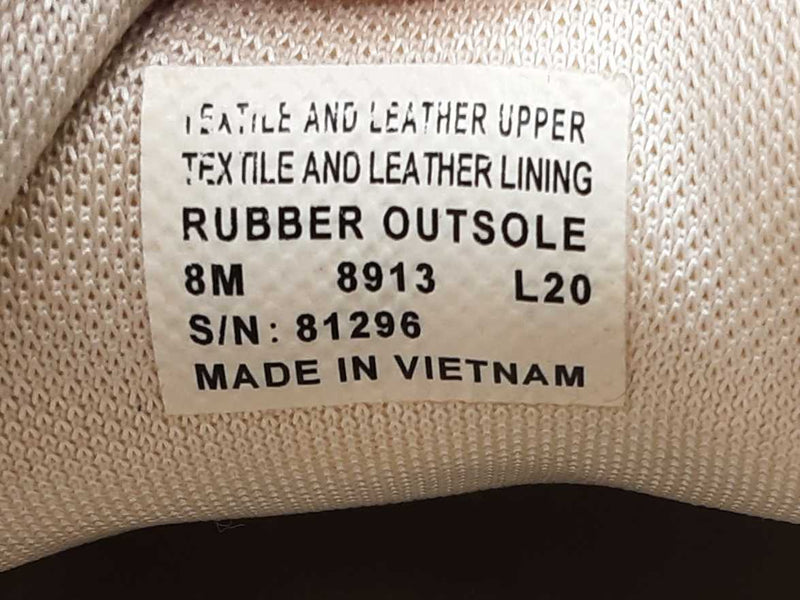 TEXTILE AND LEATHER UPPER
TEXTILE AND LEATHER LINING
RUBBER OUTSOLE
8M 8913 L20
S/N: 81296
MADE IN VIETNAM